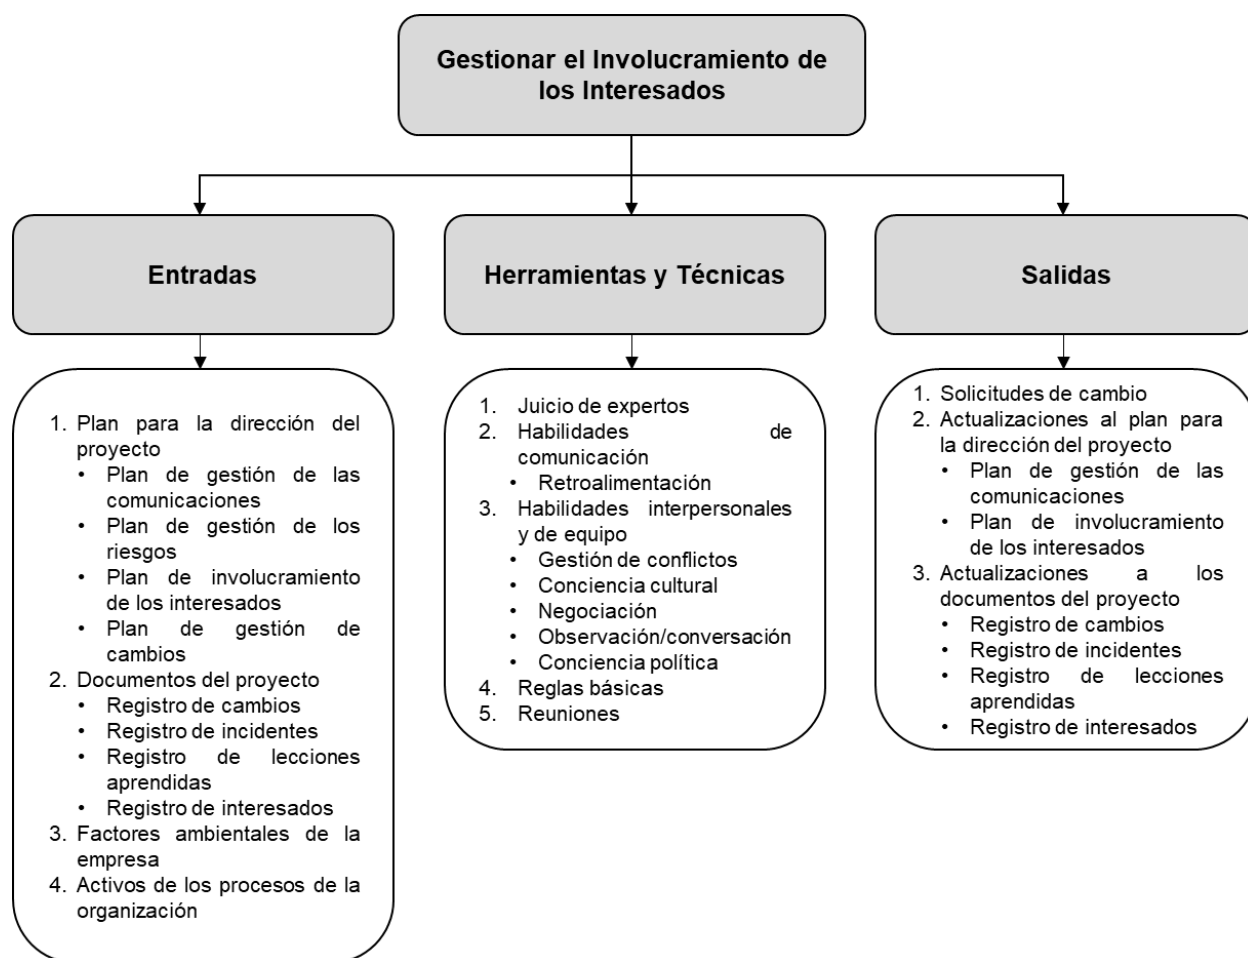 Gestionar el Involucramiento de
los Interesados
Entradas
Herramientas y Técnicas
Salidas
1. Plan para la dirección del
proyecto
• Plan de gestión de las
comunicaciones
• Plan de gestión de los
riesgos
• Plan de involucramiento
de los interesados
• Plan de gestión de
cambios
2. Documentos del proyecto
• Registro de cambios
• Registro de incidentes
• Registro de lecciones
aprendidas
• Registro de interesados
3. Factores ambientales de la
empresa
4. Activos de los procesos de la
organización
1. Juicio de expertos
2. Habilidades de
comunicación
• Retroalimentación
3. Habilidades interpersonales
y de equipo
• Gestión de conflictos
• Conciencia cultural
• Negociación
• Observación/conversación
• Conciencia política
4. Reglas básicas
5. Reuniones
1. Solicitudes de cambio
2. Actualizaciones al plan para
la dirección del proyecto
• Plan de gestión de las
comunicaciones
• Plan de involucramiento
de los interesados
3. Actualizaciones a los
documentos del proyecto
• Registro de cambios
• Registro de incidentes
• Registro de lecciones
aprendidas
• Registro de interesados